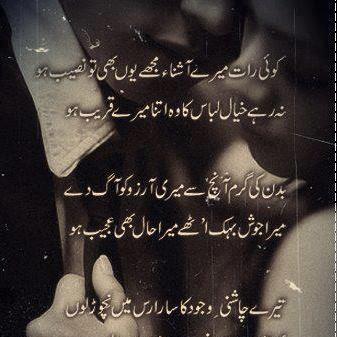 کوئی رات میرے آشناء مجھے یوں بھی تو نصیب ہو
نہ رہے خیال لباس کا وہ اتنا میرے قریب ہو
بدن کی گرم آنچ سے میری آرزو کو آگ دے
میرا جوش بہک اٹھے میرا حال بھی عجیب ہو
تیرے چاشنی وجود کا سارا رس میں نچوڑ لوں